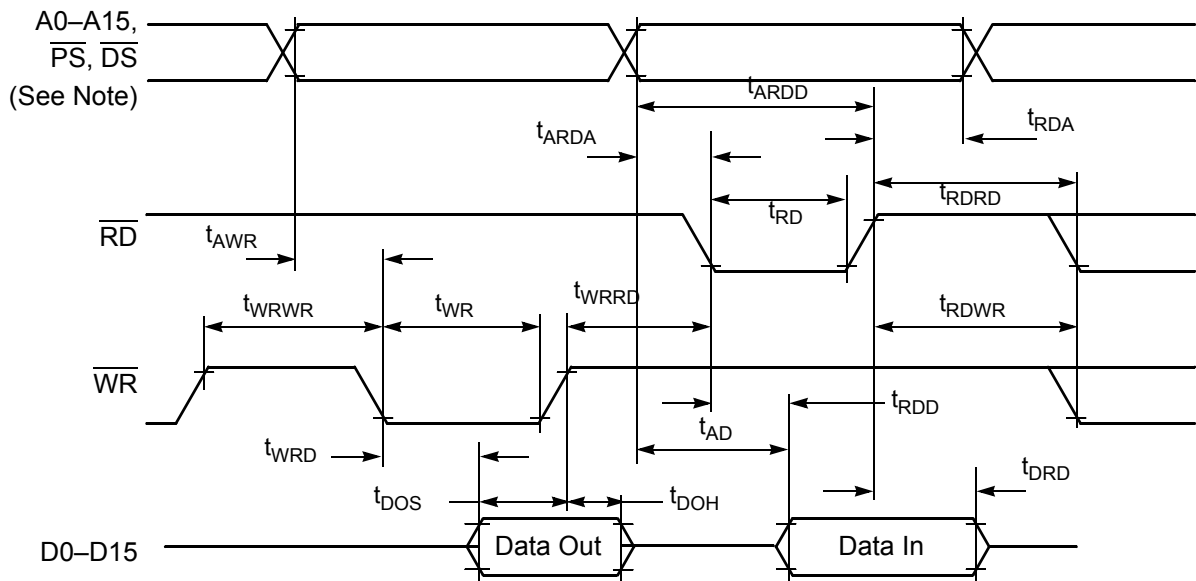 A0–A15,
PS, DS
(See Note)
tARDD
tRDA
tARDA
tRDRD
tRD
RD
tAWR
tWRWR
tWR
tWRRD
tRDWR
WR
tRDD
tAD
tWRD
tDRD
tDOS
tDOH
D0–D15
Data Out
Data In